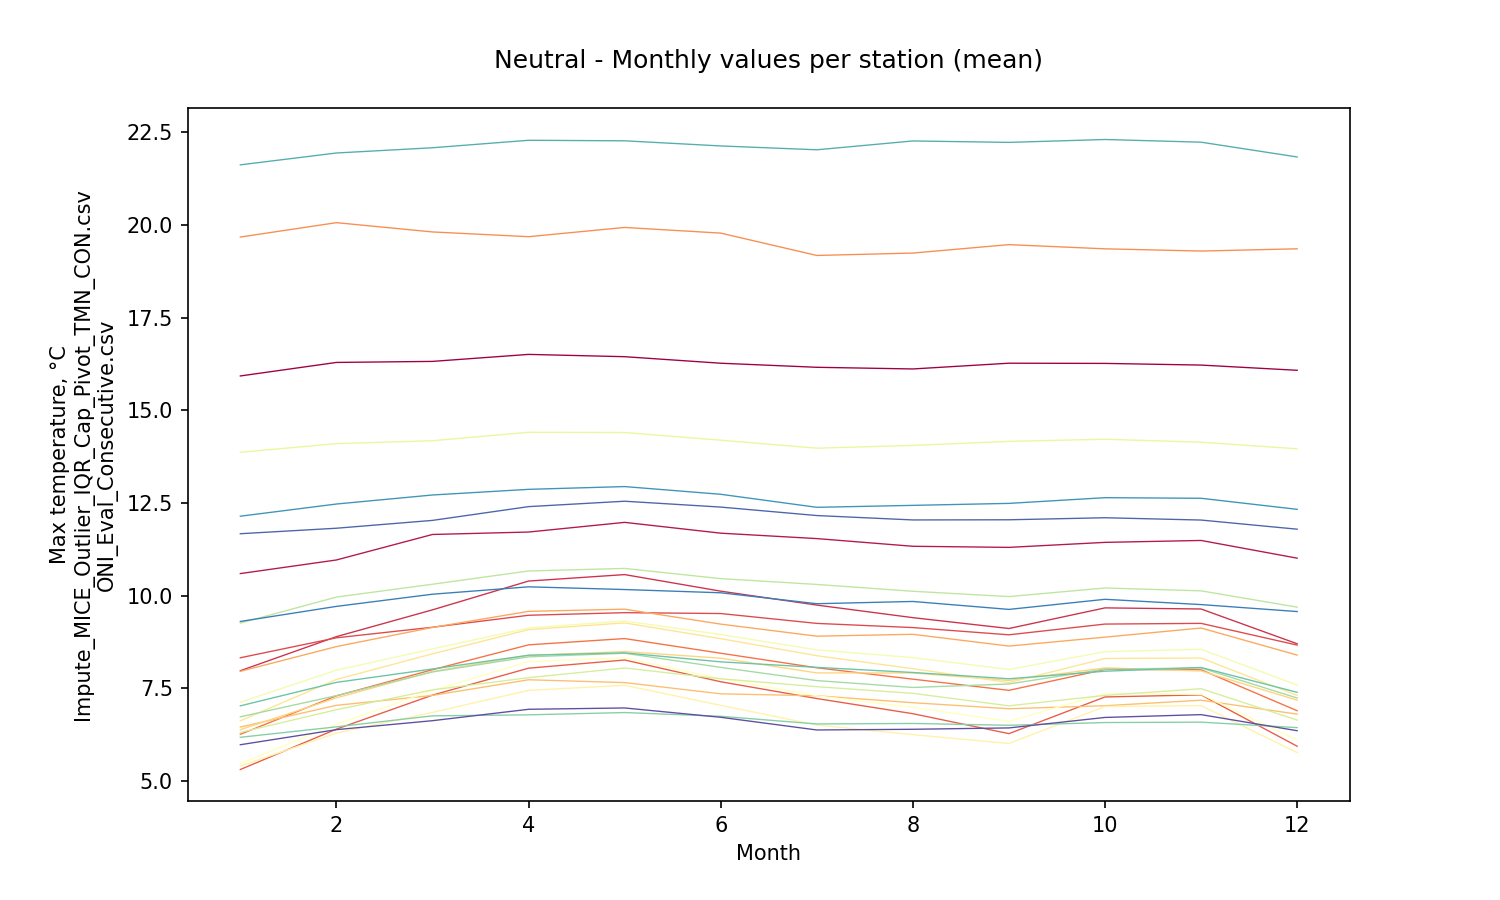 Neutral - Monthly values per station (mean)
Max temperature, °C
Impute_MICE_Outlier_IQR_Cap_Pivot_TMN_CON.csv
ONI_Eval_Consecutive.csv
22.5
20.0
17.5
15.0
12.5
10.0
7.5
5.0
2 4 6 8 10 12
Month